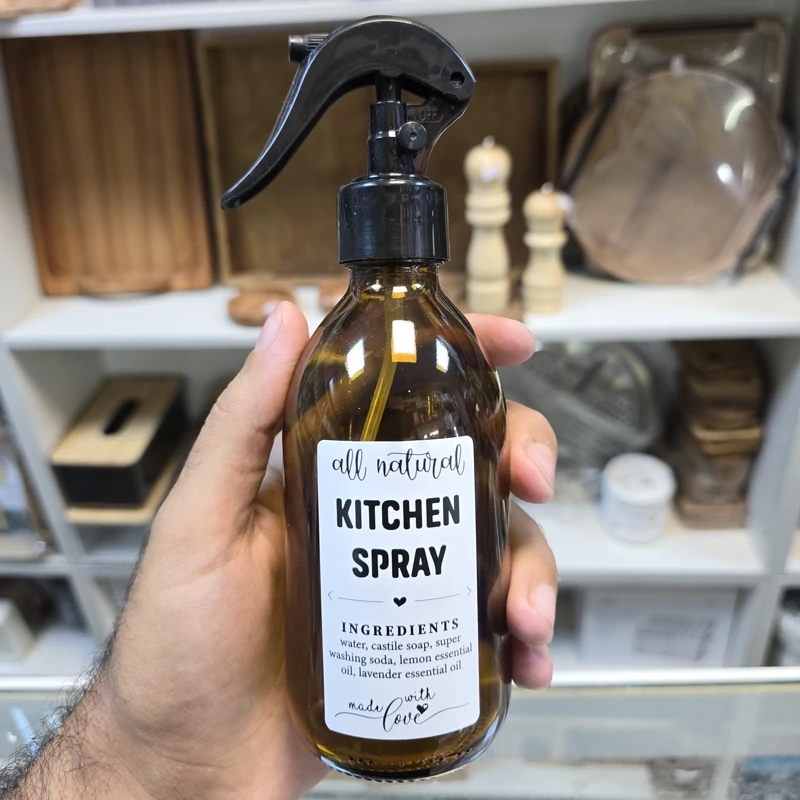 OFF
all natural
KITCHEN
SPRAY
INGREDIENTS
water, castile soap, super
washing soda, lemon essential
oil, lavender essential oil
made with
love